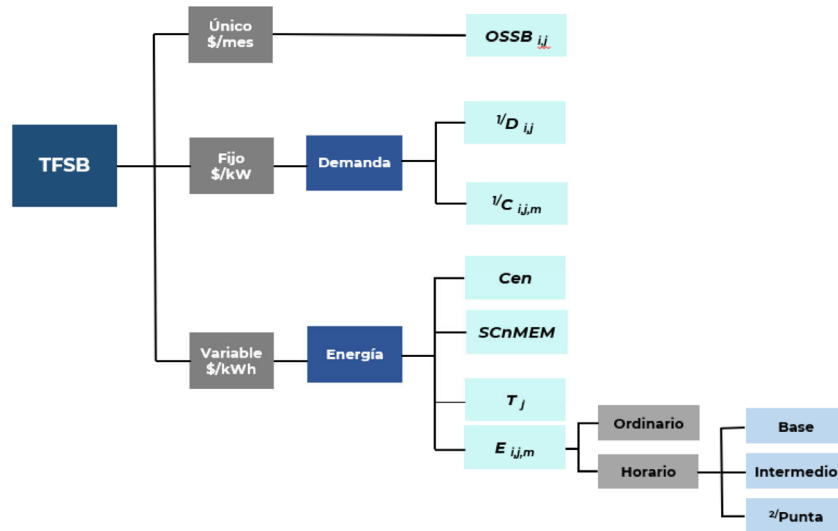 Único
$/mes
OSSB i,j
TFSB
Fijo
$/kW
Demanda
1/D i,j
1/C i,j,m
Variable
$/kWh
Energía
Cen
SCnMEM
T j
E i,j,m
Ordinario
Horario
Base
Intermedio
2/Punta